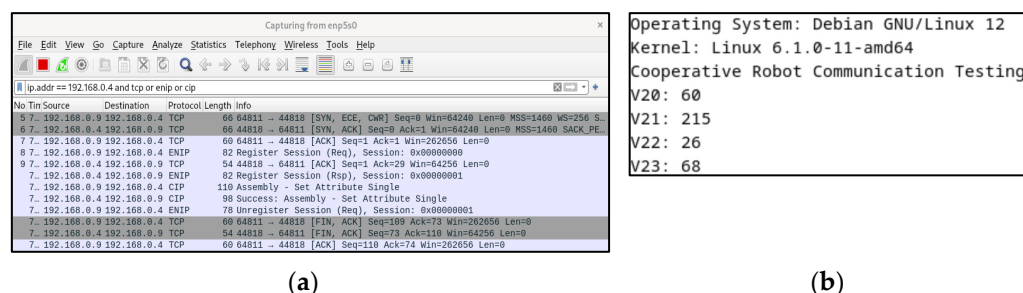 Capturing from enp5s0 ×
File Edit View Go Capture Analyze Statistics Telephony Wireless Tools Help
ip.addr == 192.168.0.4 and tcp or enip or cip
No Tin Source Destination Protocol Length Info
5 7… 192.168.0.9 192.168.0.4 TCP 66 64811 → 44818 [SYN, ECE, CWR] Seq=0 Win=64240 Len=0 MSS=1460 WS=256 S…
6 7… 192.168.0.4 192.168.0.9 TCP 66 44818 → 64811 [SYN, ACK] Seq=0 Ack=1 Win=64240 Len=0 MSS=1460 SACK_PE…
7 7… 192.168.0.9 192.168.0.4 TCP 60 64811 → 44818 [ACK] Seq=1 Ack=1 Win=262656 Len=0
8 7… 192.168.0.9 192.168.0.4 ENIP 82 Register Session (Req), Session: 0x00000000
9 7… 192.168.0.4 192.168.0.9 TCP 54 44818 → 64811 [ACK] Seq=1 Ack=29 Win=64256 Len=0
7… 192.168.0.4 192.168.0.9 ENIP 82 Register Session (Rsp), Session: 0x00000001
7… 192.168.0.9 192.168.0.4 CIP 110 Assembly - Set Attribute Single
7… 192.168.0.4 192.168.0.9 CIP 98 Success: Assembly - Set Attribute Single
7… 192.168.0.9 192.168.0.4 ENIP 78 Unregister Session (Req), Session: 0x00000001
7… 192.168.0.9 192.168.0.4 TCP 60 64811 → 44818 [FIN, ACK] Seq=109 Ack=73 Win=262656 Len=0
7… 192.168.0.4 192.168.0.9 TCP 54 44818 → 64811 [FIN, ACK] Seq=73 Ack=110 Win=64256 Len=0
7… 192.168.0.9 192.168.0.4 TCP 60 64811 → 44818 [ACK] Seq=110 Ack=74 Win=262656 Len=0
(a)
Operating System: Debian GNU/Linux 12
Kernel: Linux 6.1.0-11-amd64
Cooperative Robot Communication Testing
V20: 60
V21: 215
V22: 26
V23: 68
(b)